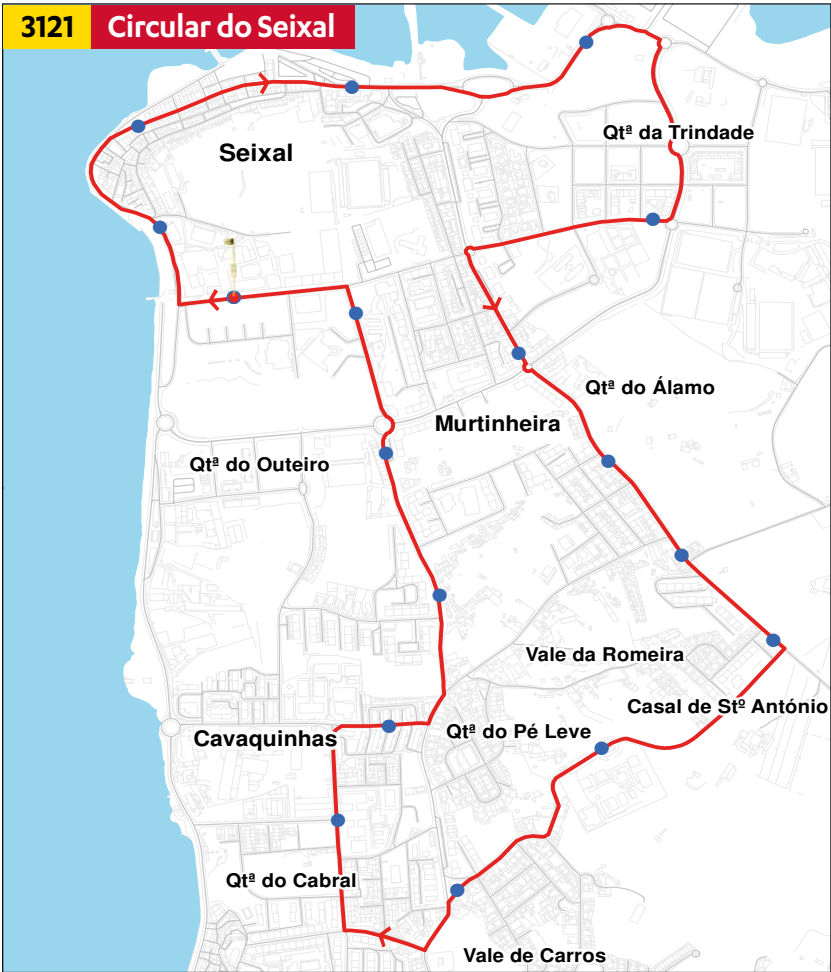 3121 Circular do Seixal
Qtª da Trindade
Seixal
Qtª do Álamo
Murtinheira
Qtª do Outeiro
Vale da Romeira
Casal de Stº António
Qtª do Pé Leve
Cavaquinhas
Qtª do Cabral
Vale de Carros